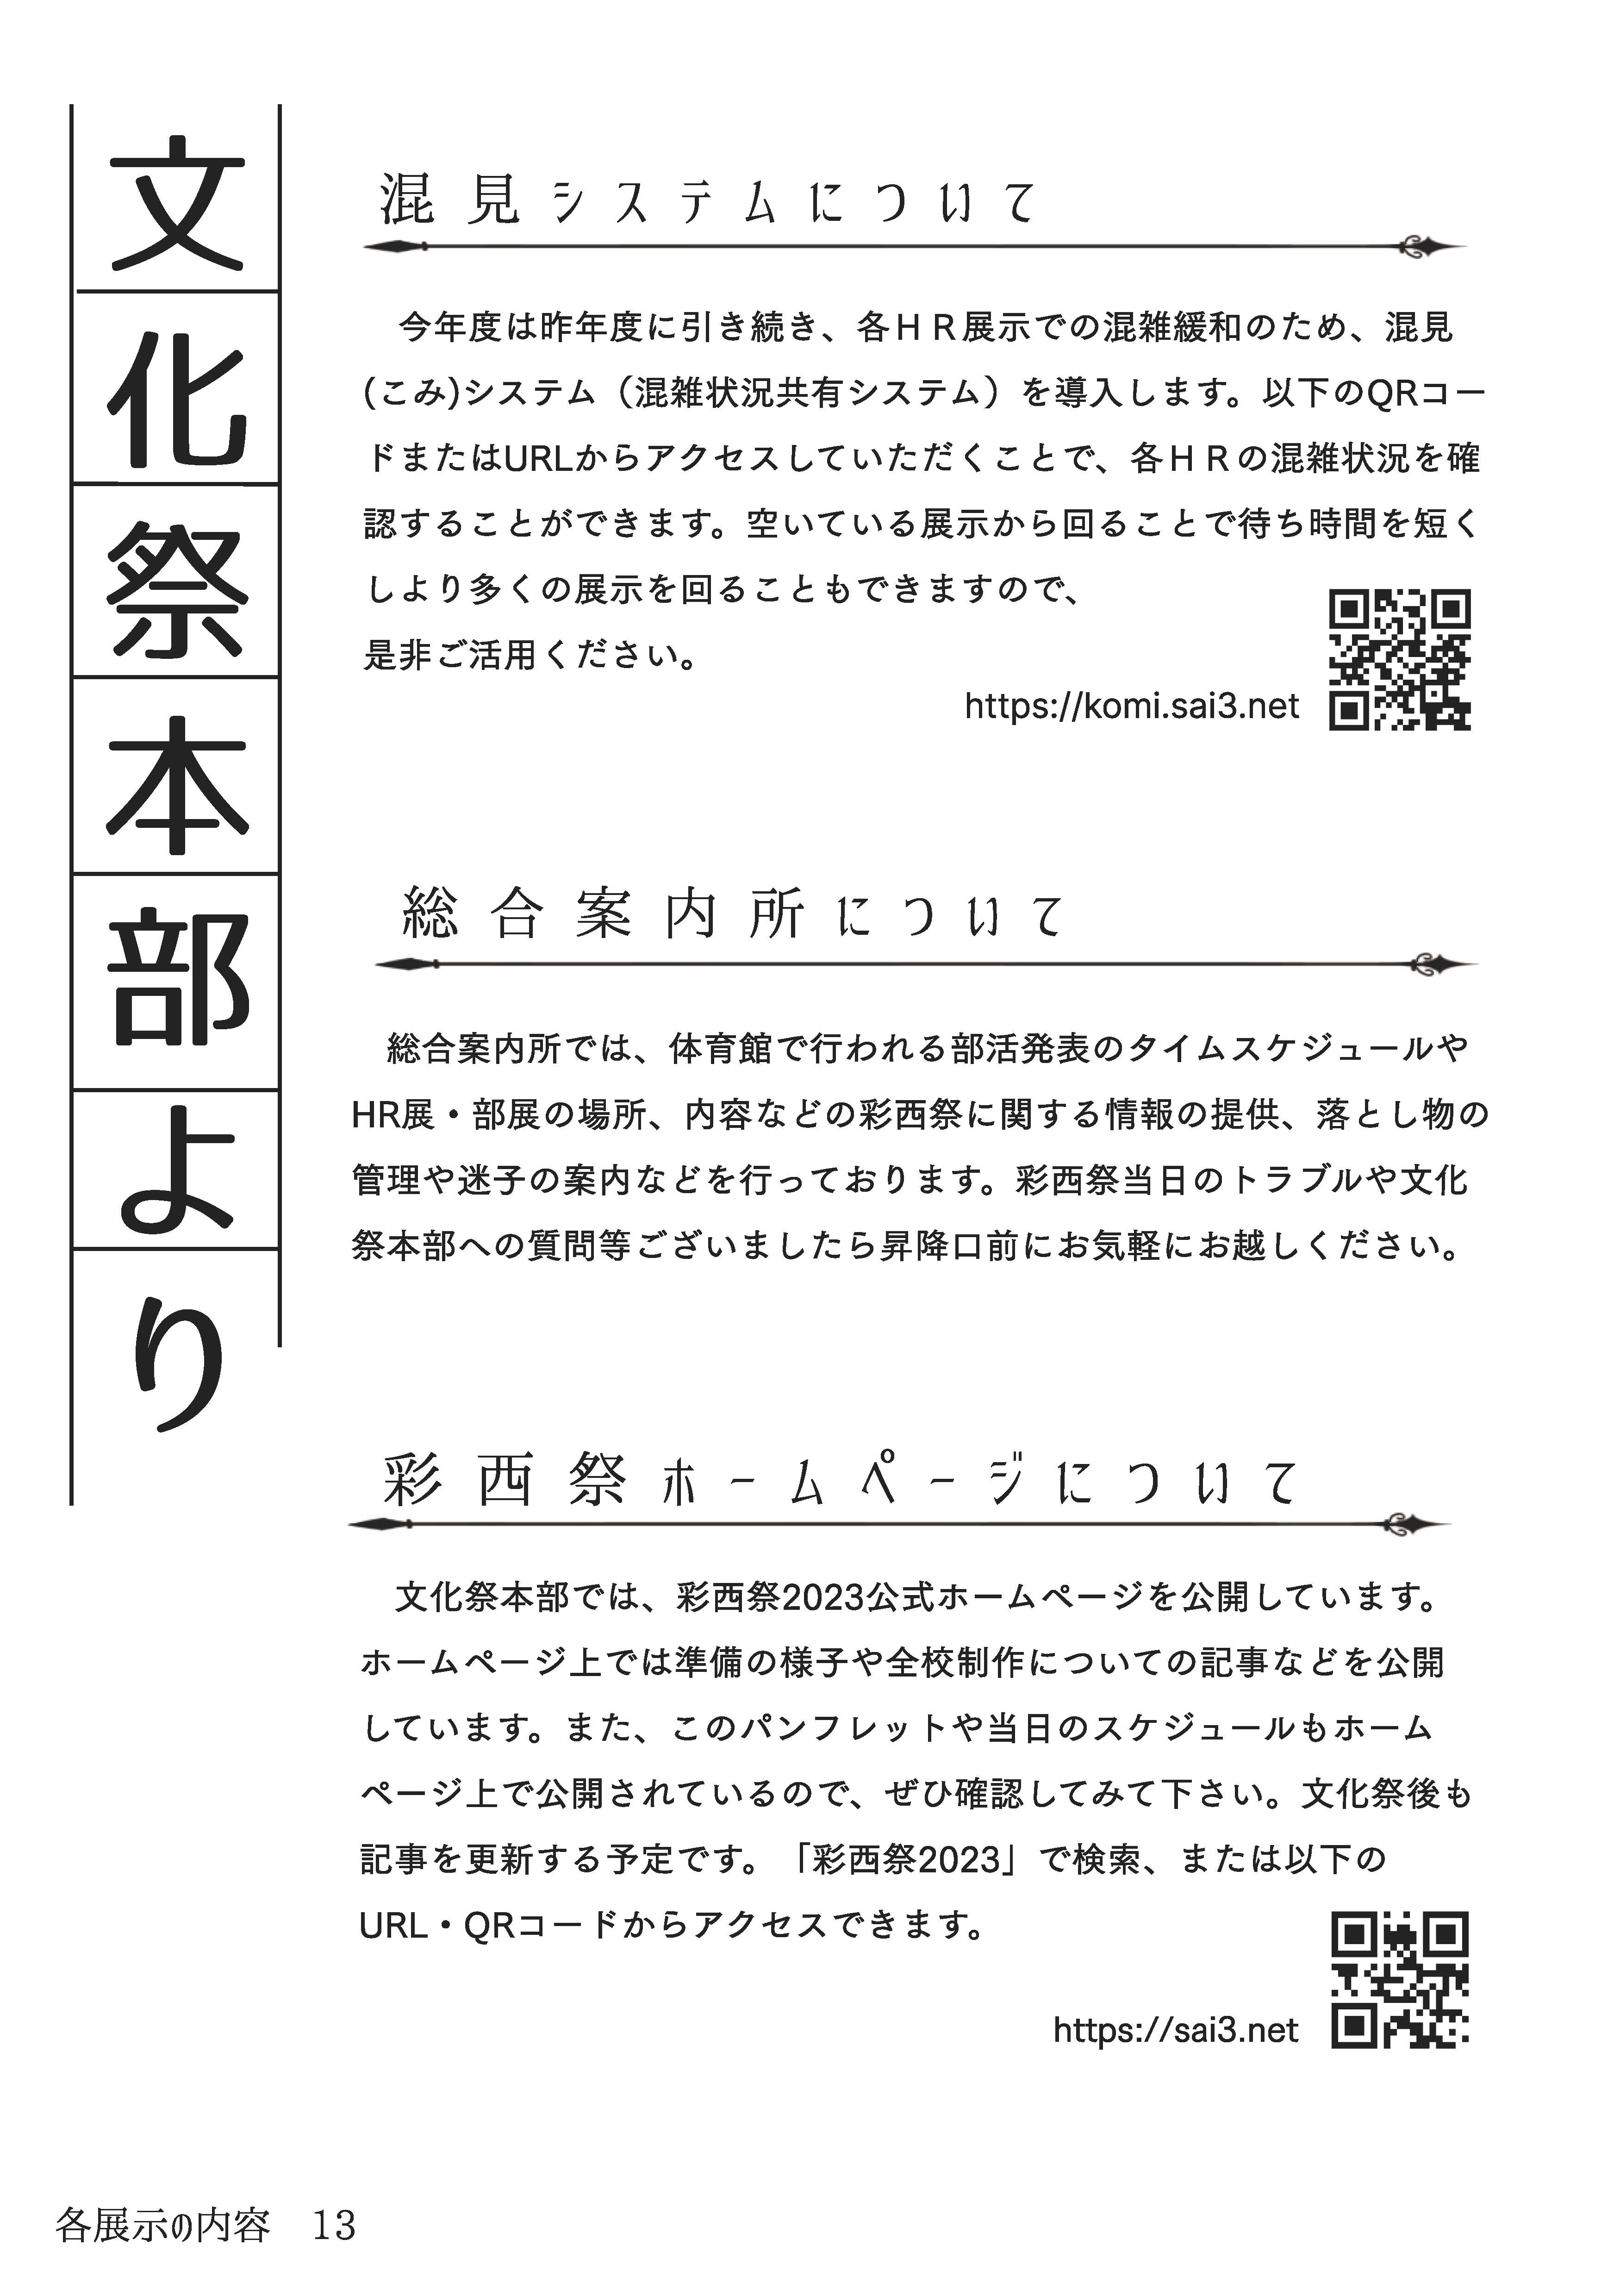 文化祭本部より
混見システムについて
今年度は昨年度に引き続き、各ＨＲ展示での混雑緩和のため、混見
(こみ)システム（混雑状況共有システム）を導入します。以下のQRコー
ドまたはURLからアクセスしていただくことで、各ＨＲの混雑状況を確
認することができます。空いている展示から回ることで待ち時間を短く
しより多くの展示を回ることもできますので、
是非ご活用ください。
https://komi.sai3.net
総合案内所について
総合案内所では、体育館で行われる部活発表のタイムスケジュールや
HR展・部展の場所、内容などの彩西祭に関する情報の提供、落とし物の
管理や迷子の案内などを行っております。彩西祭当日のトラブルや文化
祭本部への質問等ございましたら昇降口前にお気軽にお越しください。
彩西祭ホームページについて
文化祭本部では、彩西祭2023公式ホームページを公開しています。
ホームページ上では準備の様子や全校制作についての記事などを公開
しています。また、このパンフレットや当日のスケジュールもホーム
ページ上で公開されているので、ぜひ確認してみて下さい。文化祭後も
記事を更新する予定です。「彩西祭2023」で検索、または以下の
URL・QRコードからアクセスできます。
https://sai3.net
各展示の内容　13